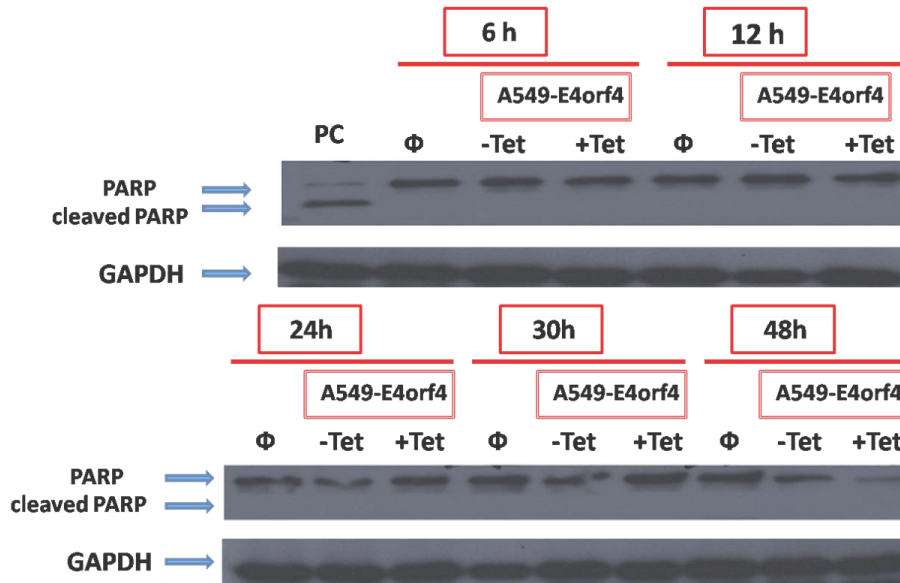 6 h 12 h
A549-E4orf4 A549-E4orf4
PC Φ -Tet +Tet Φ -Tet +Tet
PARP
cleaved PARP
GAPDH
24h 30h 48h
A549-E4orf4 A549-E4orf4 A549-E4orf4
Φ -Tet +Tet Φ -Tet +Tet Φ -Tet +Tet
PARP
cleaved PARP
GAPDH